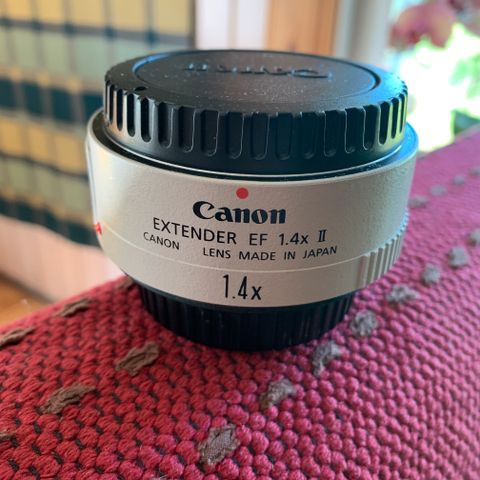 Canon
EXTENDER EF 1.4x II
CANON LENS MADE IN JAPAN
1.4x